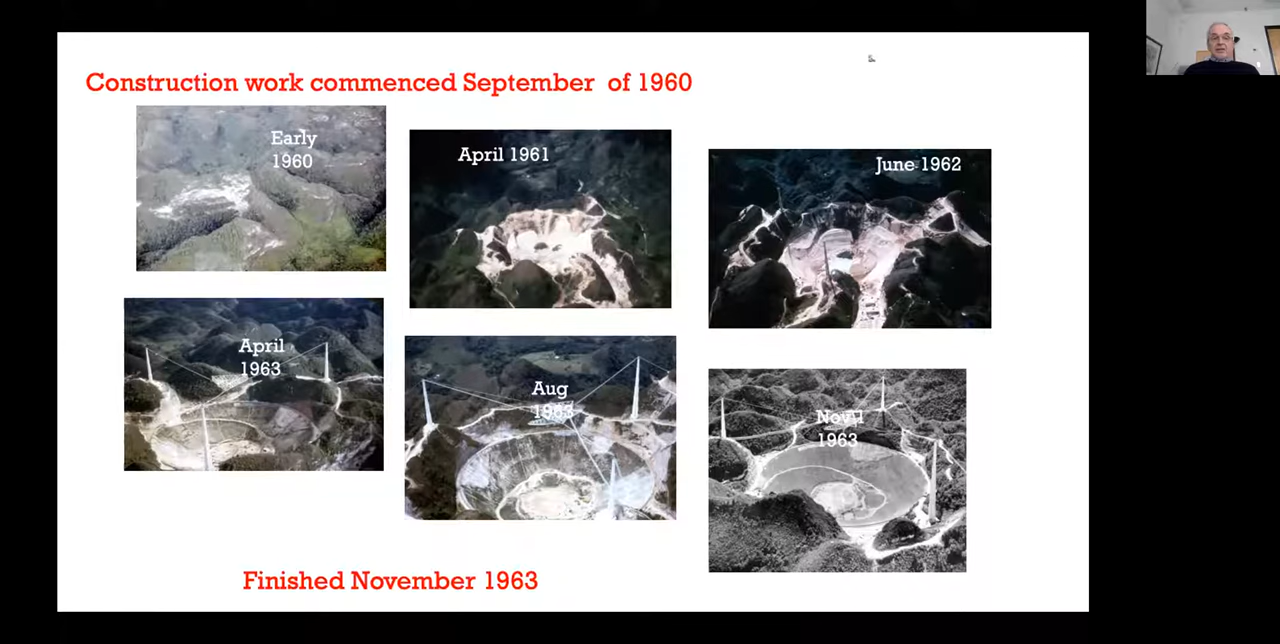 Construction work commenced September of 1960
Early
1960
April 1961
June 1962
April
1963
Aug
1963
1963
Finished November 1963